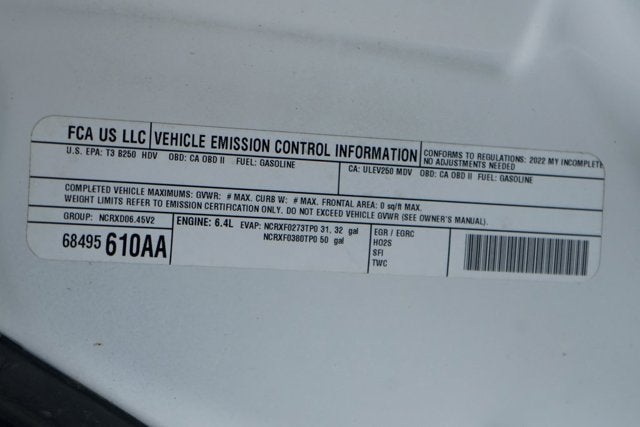 FCA US LLC VEHICLE EMISSION CONTROL INFORMATION
CONFORMS TO REGULATIONS: 2022 MY INCOMPLETE
NO ADJUSTMENTS NEEDED
U.S. EPA: T3 B250 HDV OBD: CA OBD II FUEL: GASOLINE
CA: ULEV250 MDV OBD: CA OBD II FUEL: GASOLINE
COMPLETED VEHICLE MAXIMUMS: GVWR: # MAX. CURB W: # MAX. FRONTAL AREA: 0 sq/ft MAX.
WEIGHT LIMITS REFER TO EMISSION CERTIFICATION ONLY. DO NOT EXCEED VEHICLE GVWR (SEE OWNER'S MANUAL).
GROUP: NCRXD06.45V2
68495 610AA
ENGINE: 6.4L EVAP: NCRXF0273TP0 31, 32 gal
NCRXF0380TP0 50 gal
EGR / EGRC
HO2S
SFI
TWC